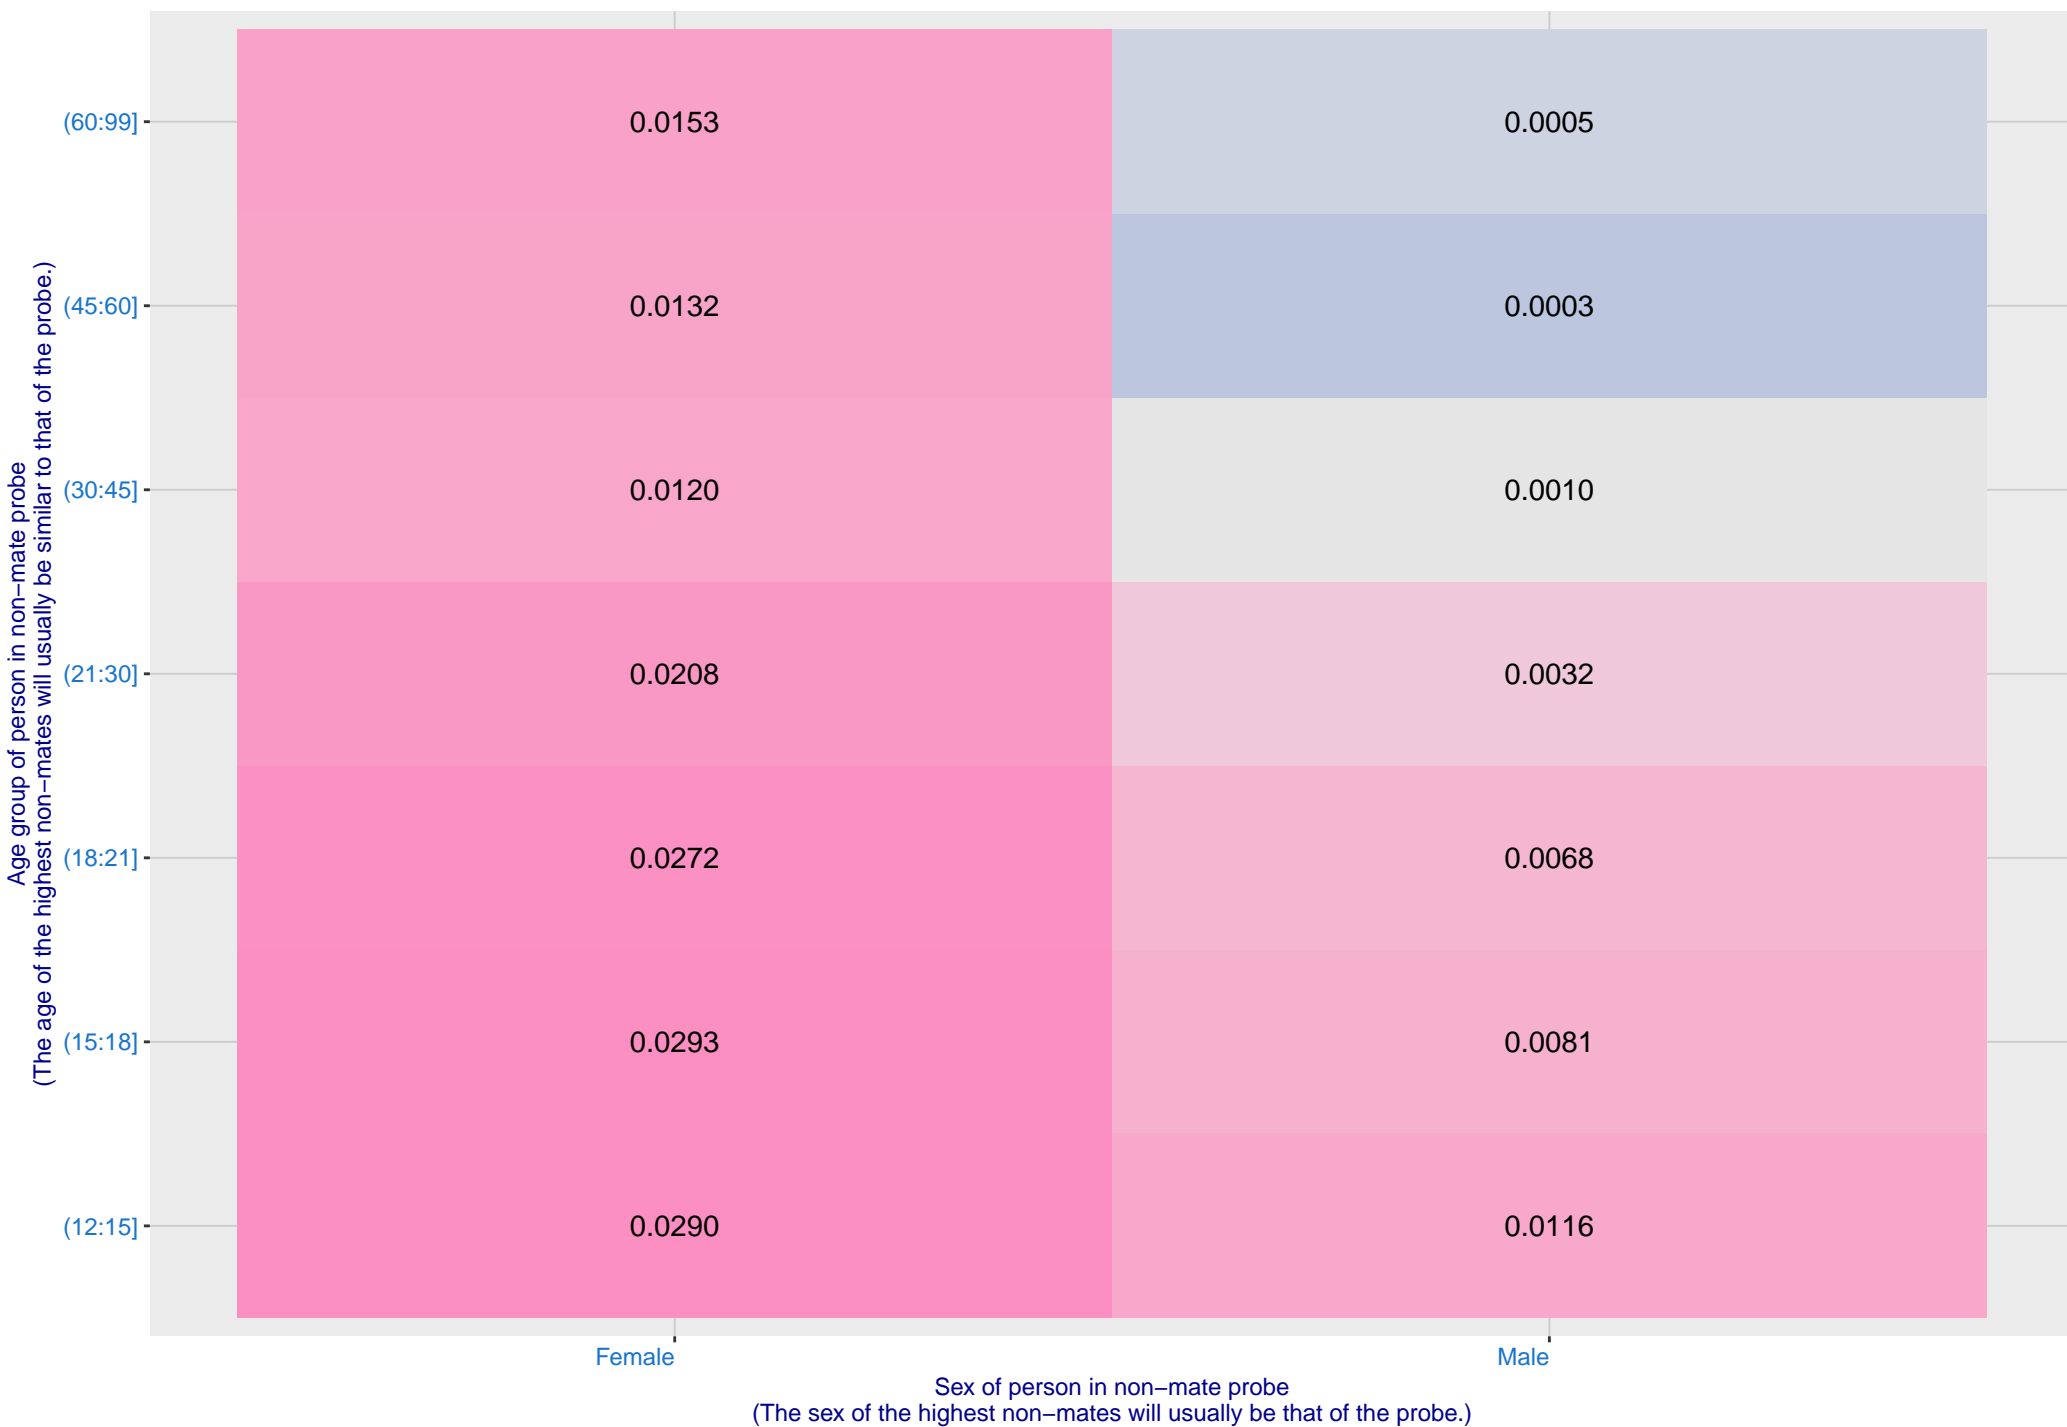 Age group of person in non−mate probe
(The age of the highest non−mates will usually be similar to that of the probe.)
(60:99] 0.0153 0.0005
(45:60] 0.0132 0.0003
(30:45] 0.0120 0.0010
(21:30] 0.0208 0.0032
(18:21] 0.0272 0.0068
(15:18] 0.0293 0.0081
(12:15] 0.0290 0.0116
Female Male
Sex of person in non−mate probe
(The sex of the highest non−mates will usually be that of the probe.)